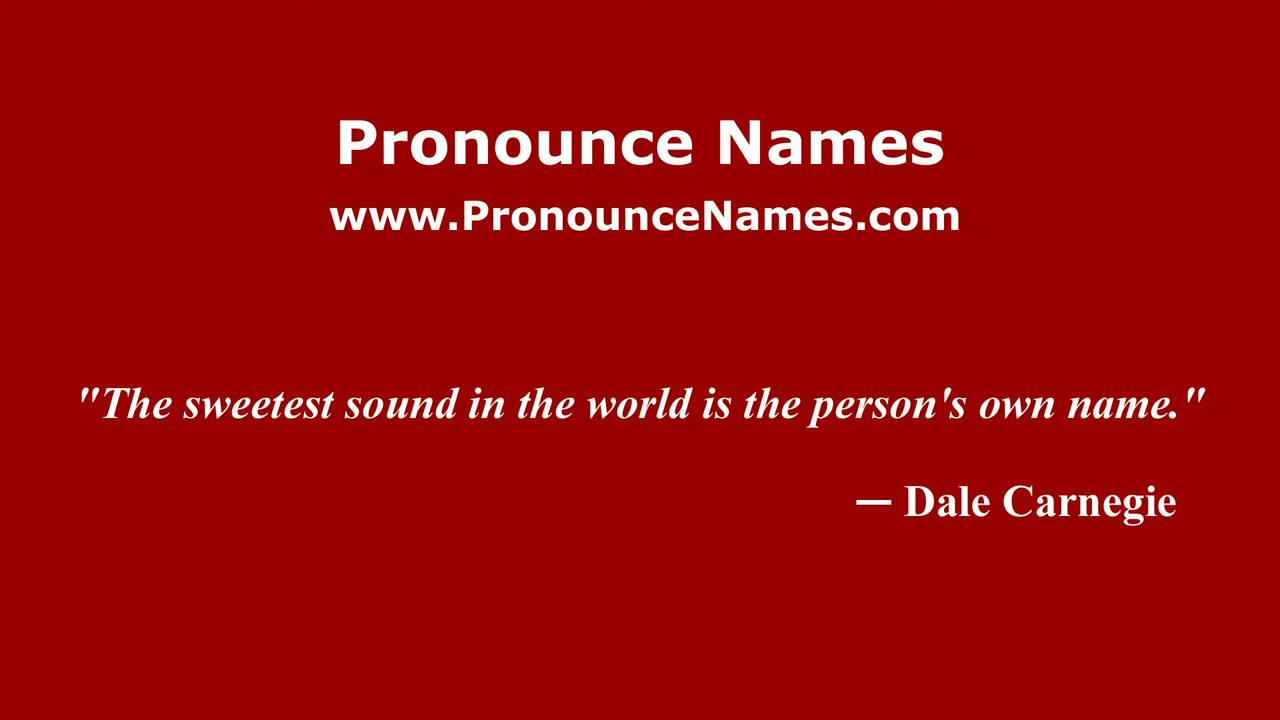 Pronounce Names
www.PronounceNames.com
"The sweetest sound in the world is the person's own name."
— Dale Carnegie